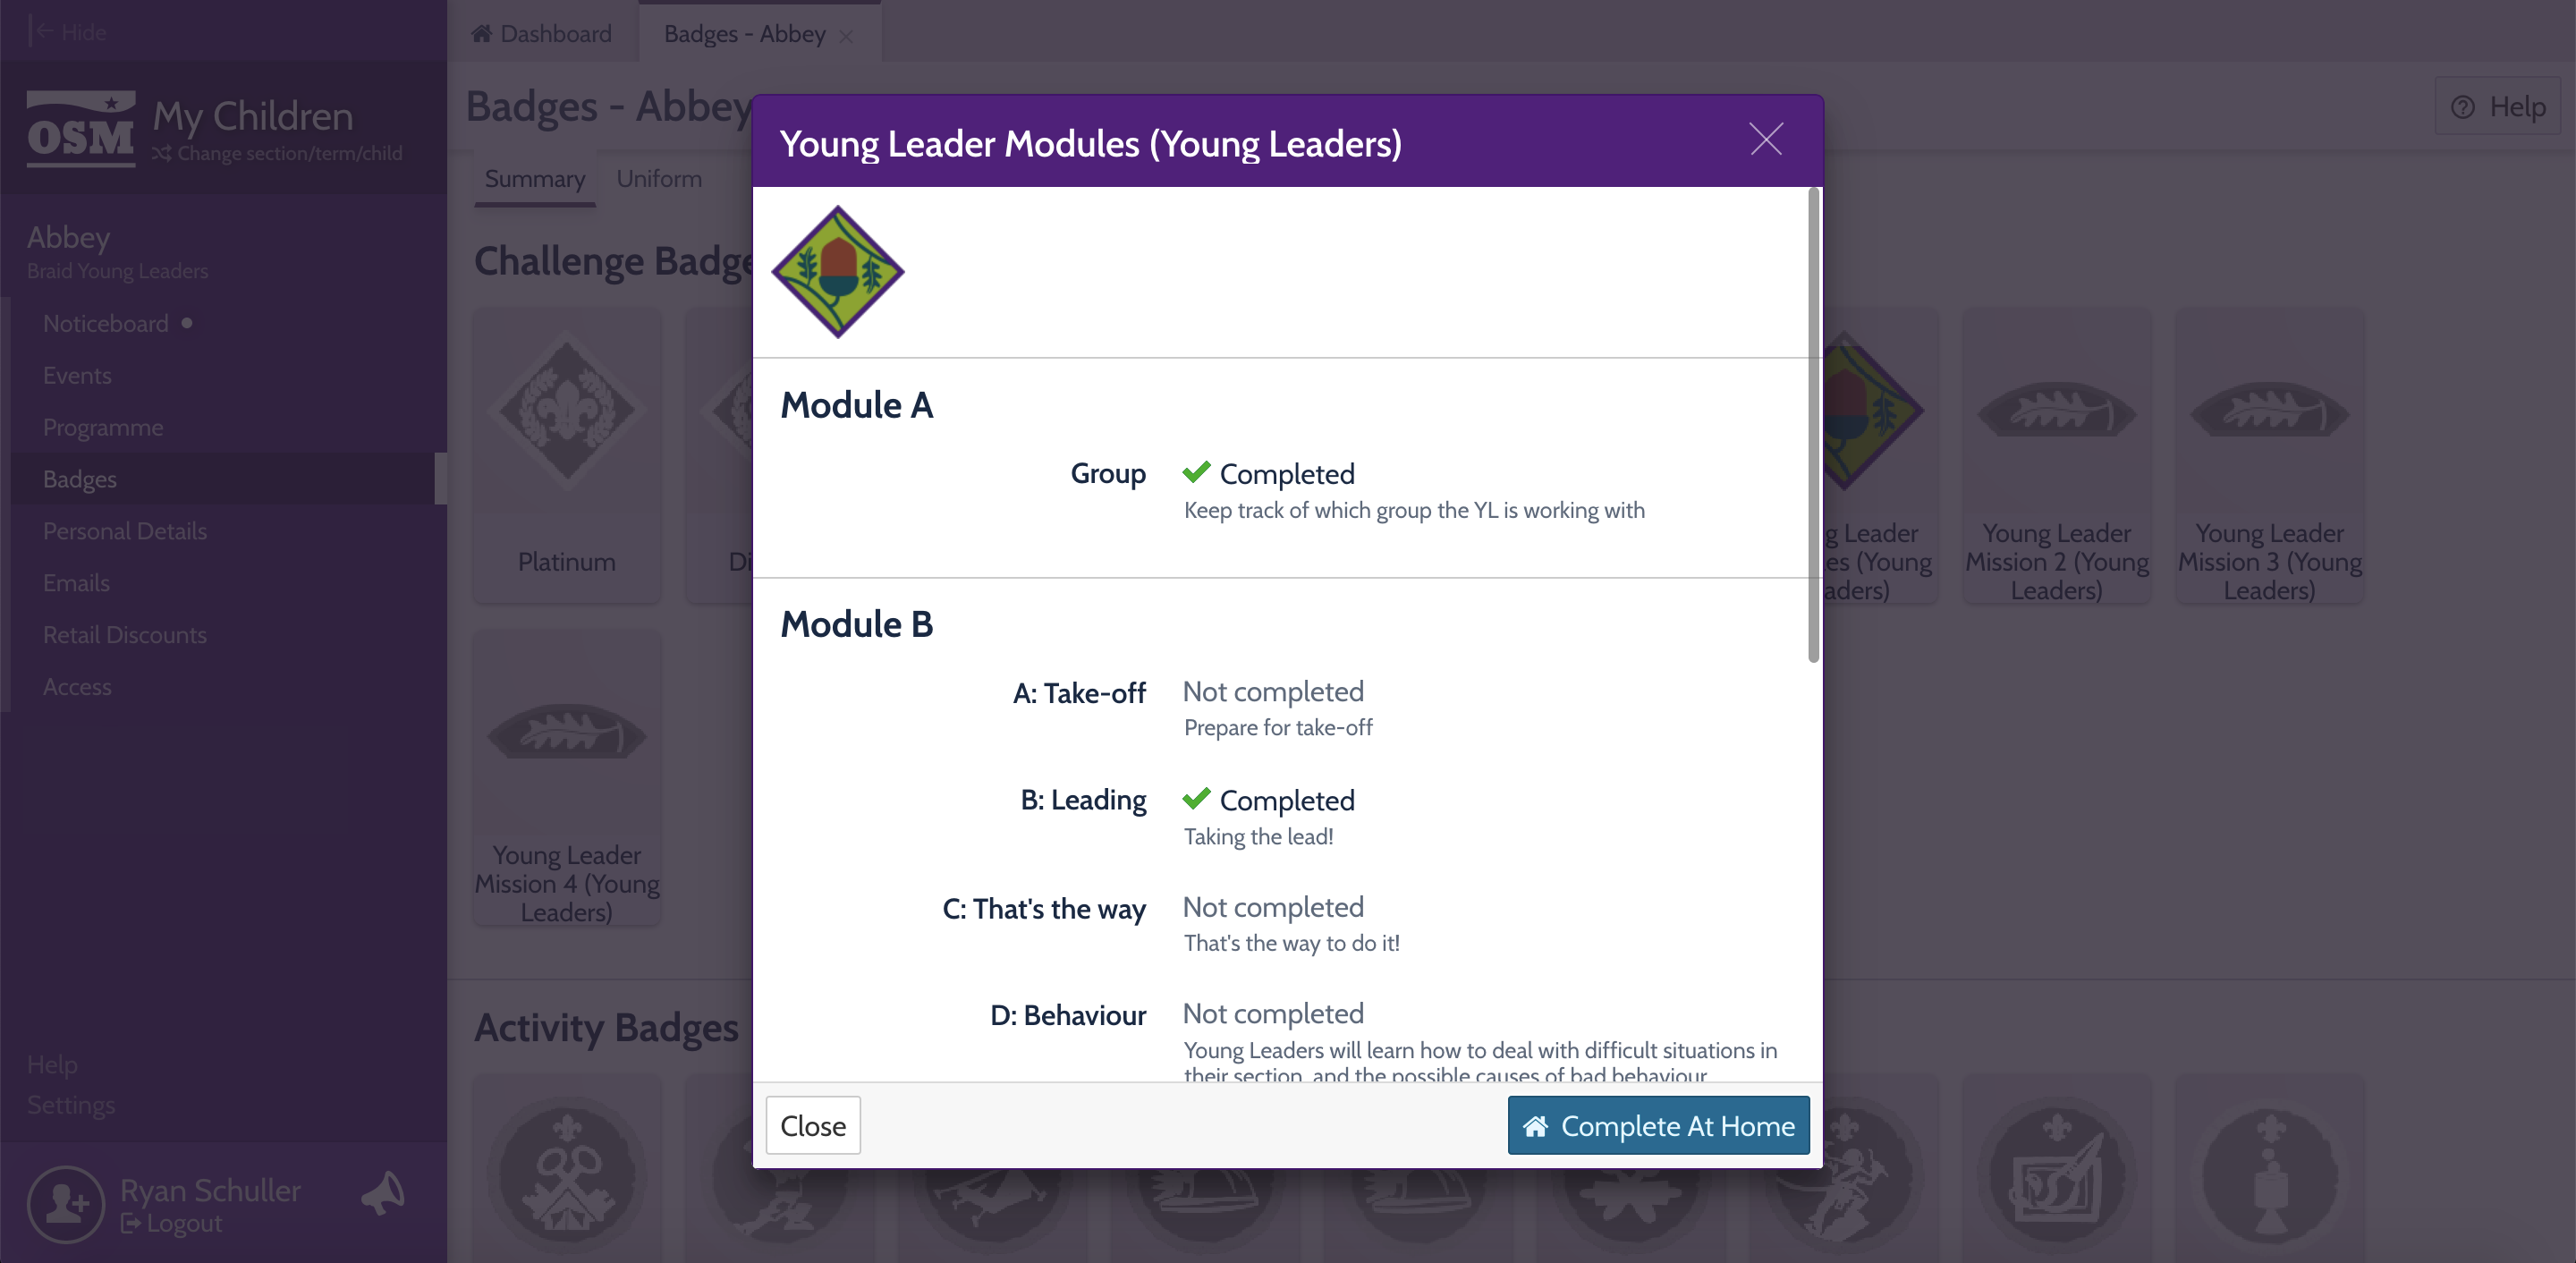 Hide
Dashboard
Badges - Abbey
OSM
My Children
Change section/term/child
Abbey
Braid Young Leaders
Noticeboard
Events
Programme
Badges
Personal Details
Emails
Retail Discounts
Access
Help
Settings
Ryan Schuller
Logout
Badges - Abbey
Help
Summary
Uniform
Challenge Badge
Platinum
Di
g Leader
es (Young
aders)
Young Leader
Mission 2 (Young
Leaders)
Young Leader
Mission 3 (Young
Leaders)
Young Leader
Mission 4 (Young
Leaders)
Activity Badges
Young Leader Modules (Young Leaders)
Module A
Group
Completed
Keep track of which group the YL is working with
Module B
A: Take-off
Not completed
Prepare for take-off
B: Leading
Completed
Taking the lead!
C: That's the way
Not completed
That's the way to do it!
D: Behaviour
Not completed
Young Leaders will learn how to deal with difficult situations in
their section, and the possible causes of bad behaviour
Close
Complete At Home